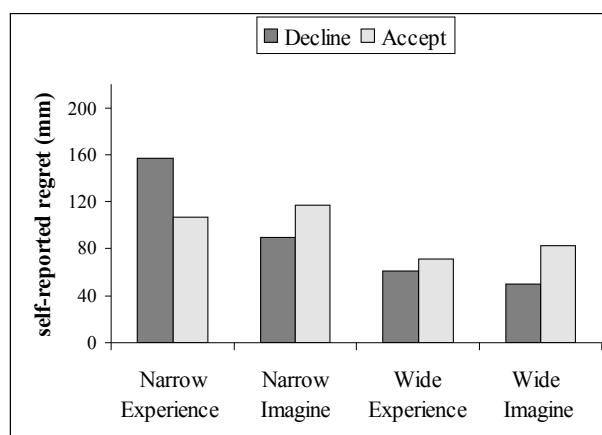 Decline Accept
self-reported regret (mm)
200
160
120
80
40
0
Narrow Narrow Wide Wide
Experience Imagine Experience Imagine